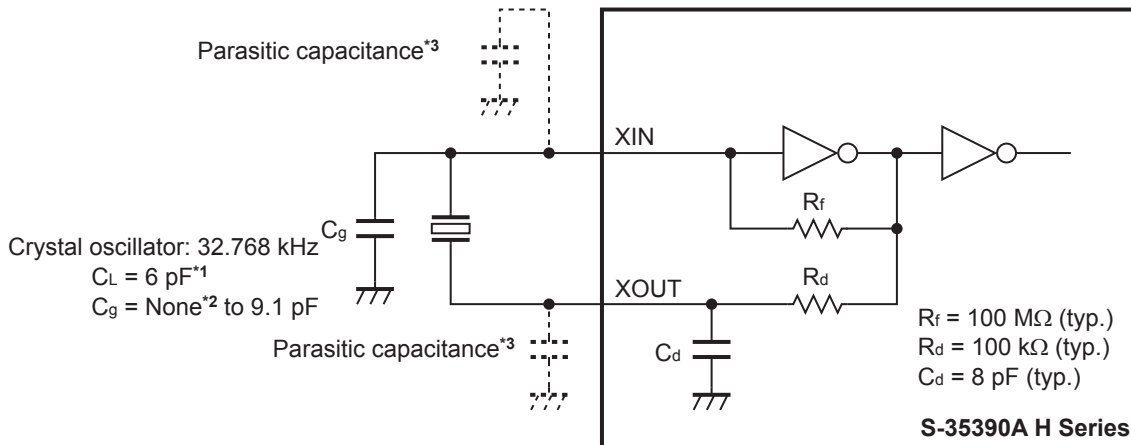 Parasitic capacitance*3
XIN
Rf
Cg
Crystal oscillator: 32.768 kHz
CL = 6 pF*1
Cg = None*2 to 9.1 pF
XOUT
Rd
Parasitic capacitance*3
Cd
Rf = 100 MΩ (typ.)
Rd = 100 kΩ (typ.)
Cd = 8 pF (typ.)
S-35390A H Series